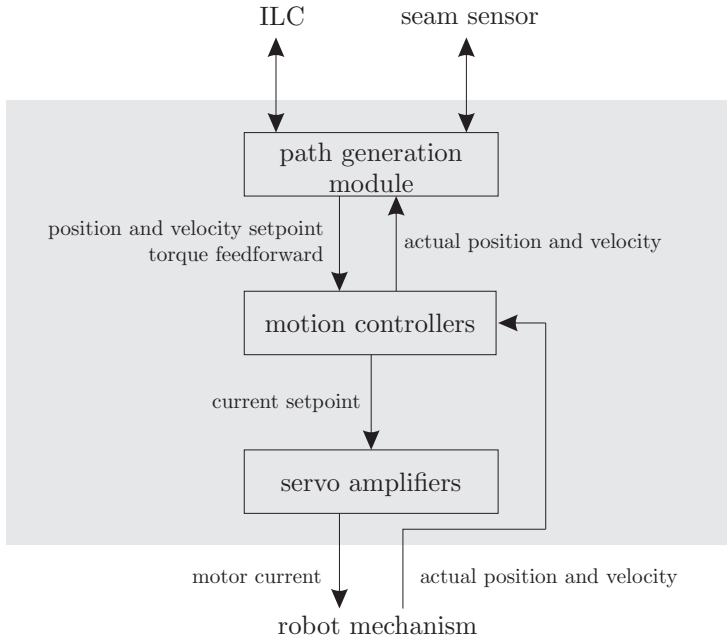 ILC
seam sensor
path generation
module
position and velocity setpoint
torque feedforward
actual position and velocity
motion controllers
current setpoint
servo amplifiers
motor current
actual position and velocity
robot mechanism